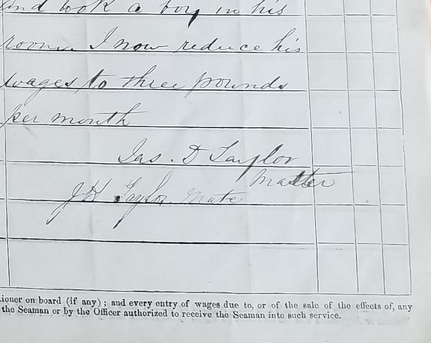 and took a boy in his
room. I now reduce his
wages to three pounds
per month
Jas. D Taylor
Master
J H Tylor Mate
ioner on board (if any); and every entry of wages due to, or of the sale of the effects of, any
the Seaman or by the Officer authorized to receive the Seaman into such service.